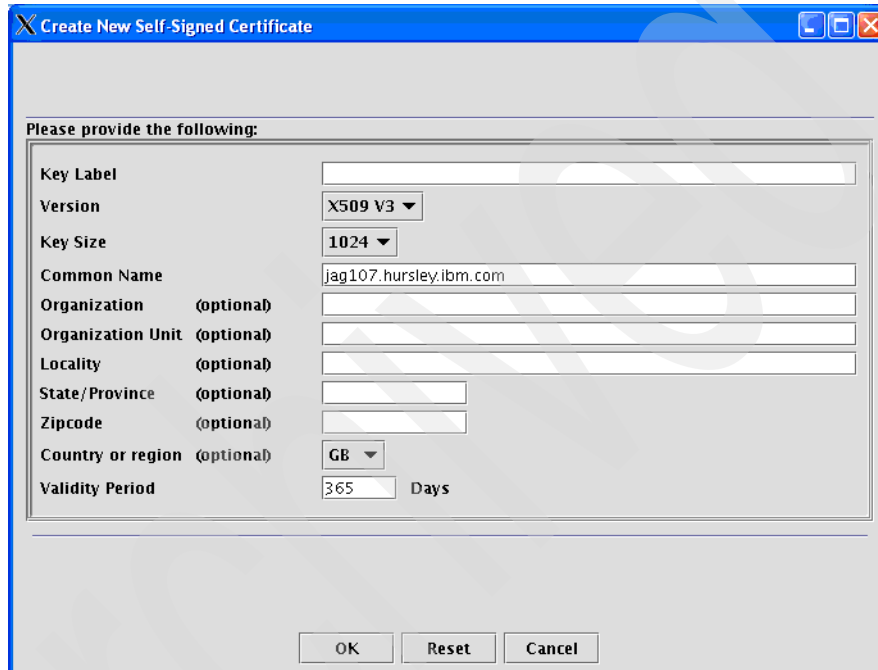 Create New Self-Signed Certificate
Please provide the following:
Key Label
Version X509 V3
Key Size 1024
Common Name jag107.hursley.ibm.com
Organization (optional)
Organization Unit (optional)
Locality (optional)
State/Province (optional)
Zipcode (optional)
Country or region (optional) GB
Validity Period 365 Days
OK Reset Cancel